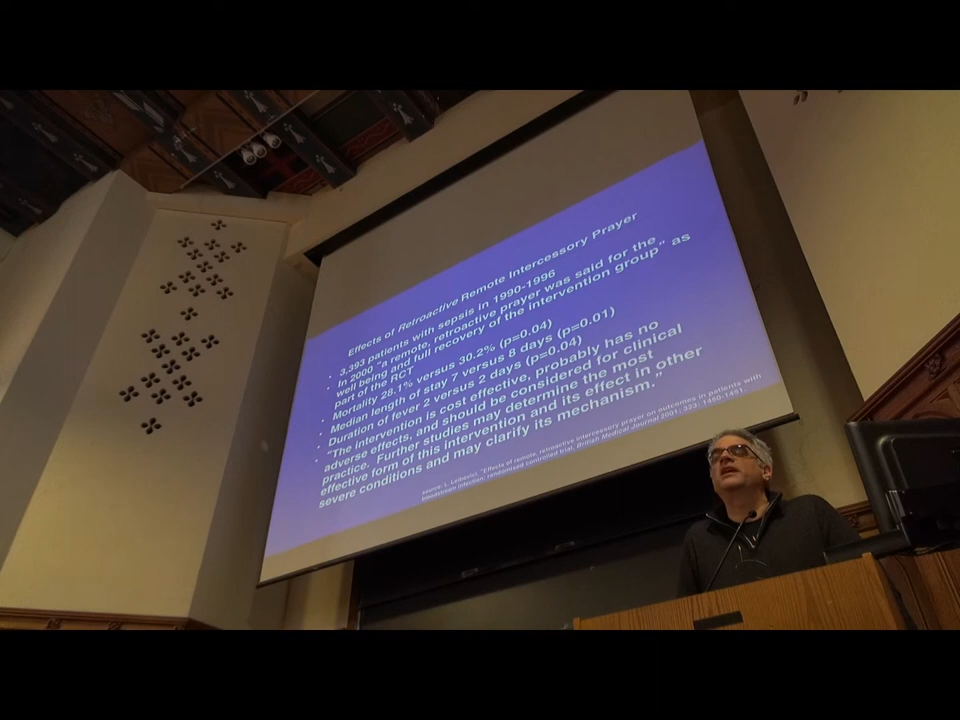 Effects of Retroactive Remote Intercessory Prayer
• 3,393 patients with sepsis in 1990-1996
• In 2000 "a remote, retroactive prayer was said for the
well being and full recovery of the intervention group" as
part of the RCT
• Mortality 28.1% versus 30.2% (p=0.04)
• Median length of stay 7 versus 8 days (p=0.01)
• Duration of fever 2 versus 2 days (p=0.04)
• "The intervention is cost effective, probably has no
adverse effects, and should be considered for clinical
practice. Further studies may determine the most
effective form of this intervention and its effect in other
severe conditions and may clarify its mechanism."
source: L. Leibovici, "Effects of remote, retroactive intercessory prayer on outcomes in patients with
bloodstream infection: randomised controlled trial, British Medical Journal 2001; 323: 1450-1451.